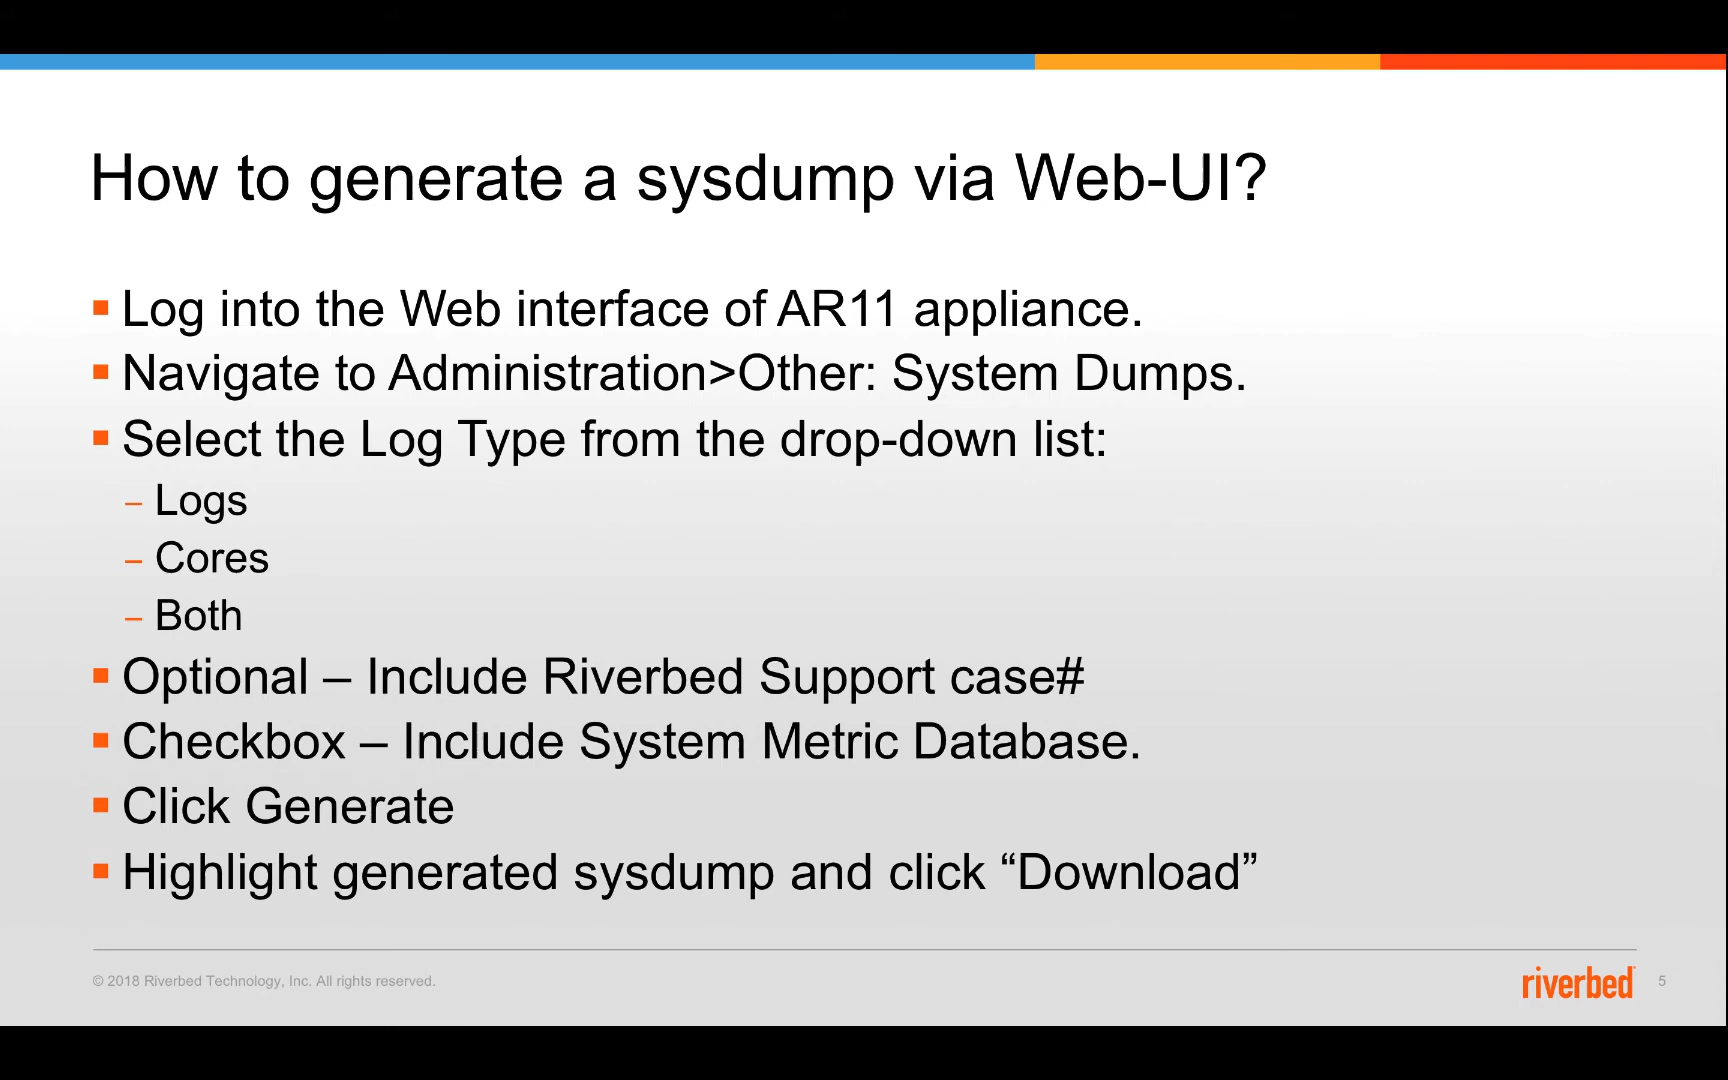 How to generate a sysdump via Web-UI?
▪ Log into the Web interface of AR11 appliance.
▪ Navigate to Administration>Other: System Dumps.
▪ Select the Log Type from the drop-down list:
– Logs
– Cores
– Both
▪ Optional – Include Riverbed Support case#
▪ Checkbox – Include System Metric Database.
▪ Click Generate
▪ Highlight generated sysdump and click “Download”
© 2018 Riverbed Technology, Inc. All rights reserved.
riverbed
5